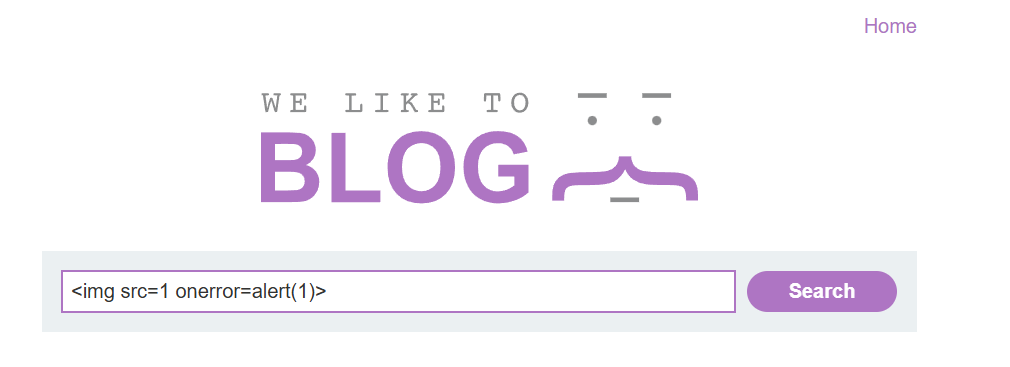 Home
WE LIKE TO
BLOG
<img src=1 onerror=alert(1)>
Search